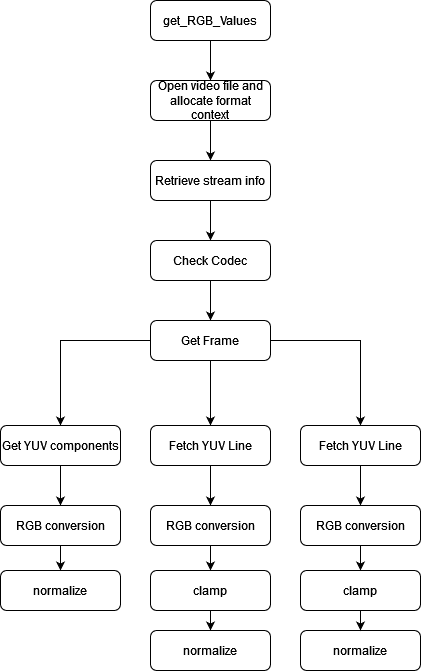 get_RGB_Values
Open video file and
allocate format
context
Retrieve stream info
Check Codec
Get Frame
Get YUV components
Fetch YUV Line
Fetch YUV Line
RGB conversion
RGB conversion
RGB conversion
normalize
clamp
clamp
normalize
normalize